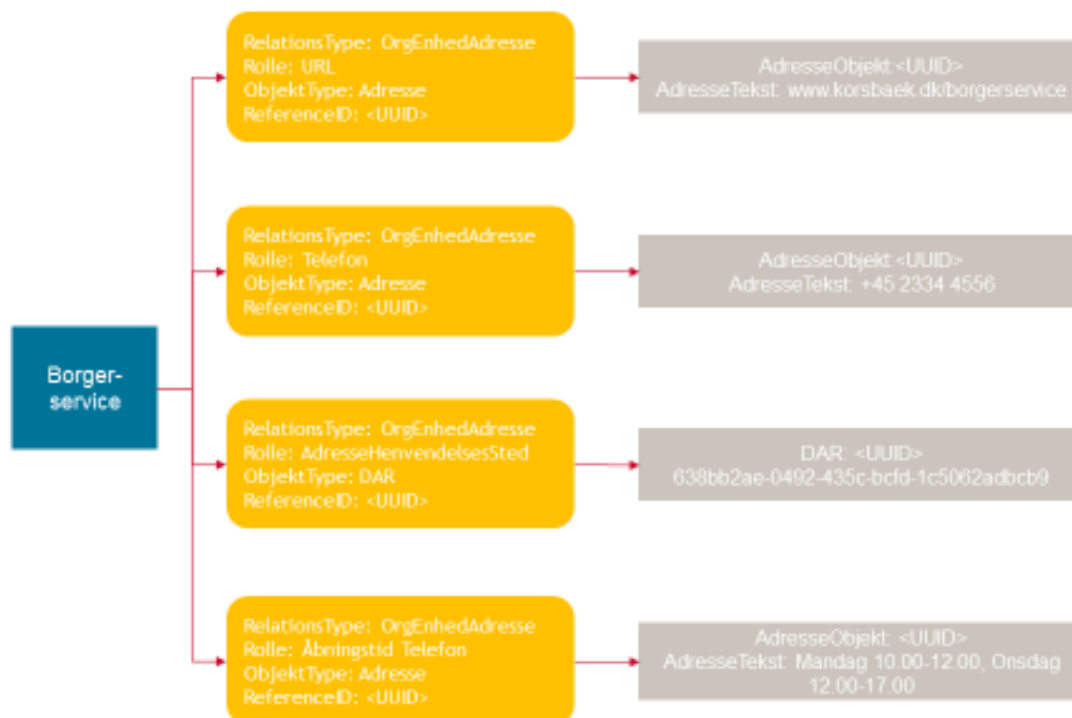 RelationsType: OrgEnhedAdresse
Rolle: URL
ObjektType: Adresse
ReferenceID: <UUID>
AdresseObjekt:<UUID>
AdresseTekst: www.korsbaek.dk/borgerservice
RelationsType: OrgEnhedAdresse
Rolle: Telefon
ObjektType: Adresse
ReferenceID: <UUID>
AdresseObjekt:<UUID>
AdresseTekst: +45 2334 4556
Borger-
service
RelationsType: OrgEnhedAdresse
Rolle: AdresseHenvendelsesSted
ObjektType: DAR
ReferenceID: <UUID>
DAR: <UUID>
638bb2ae-0492-435c-bcfd-1c5062adbcb9
RelationsType: OrgEnhedAdresse
Rolle: Åbningstid Telefon
ObjektType: Adresse
ReferenceID: <UUID>
AdresseObjekt: <UUID>
AdresseTekst: Mandag 10.00-12.00, Onsdag
12.00-17.00